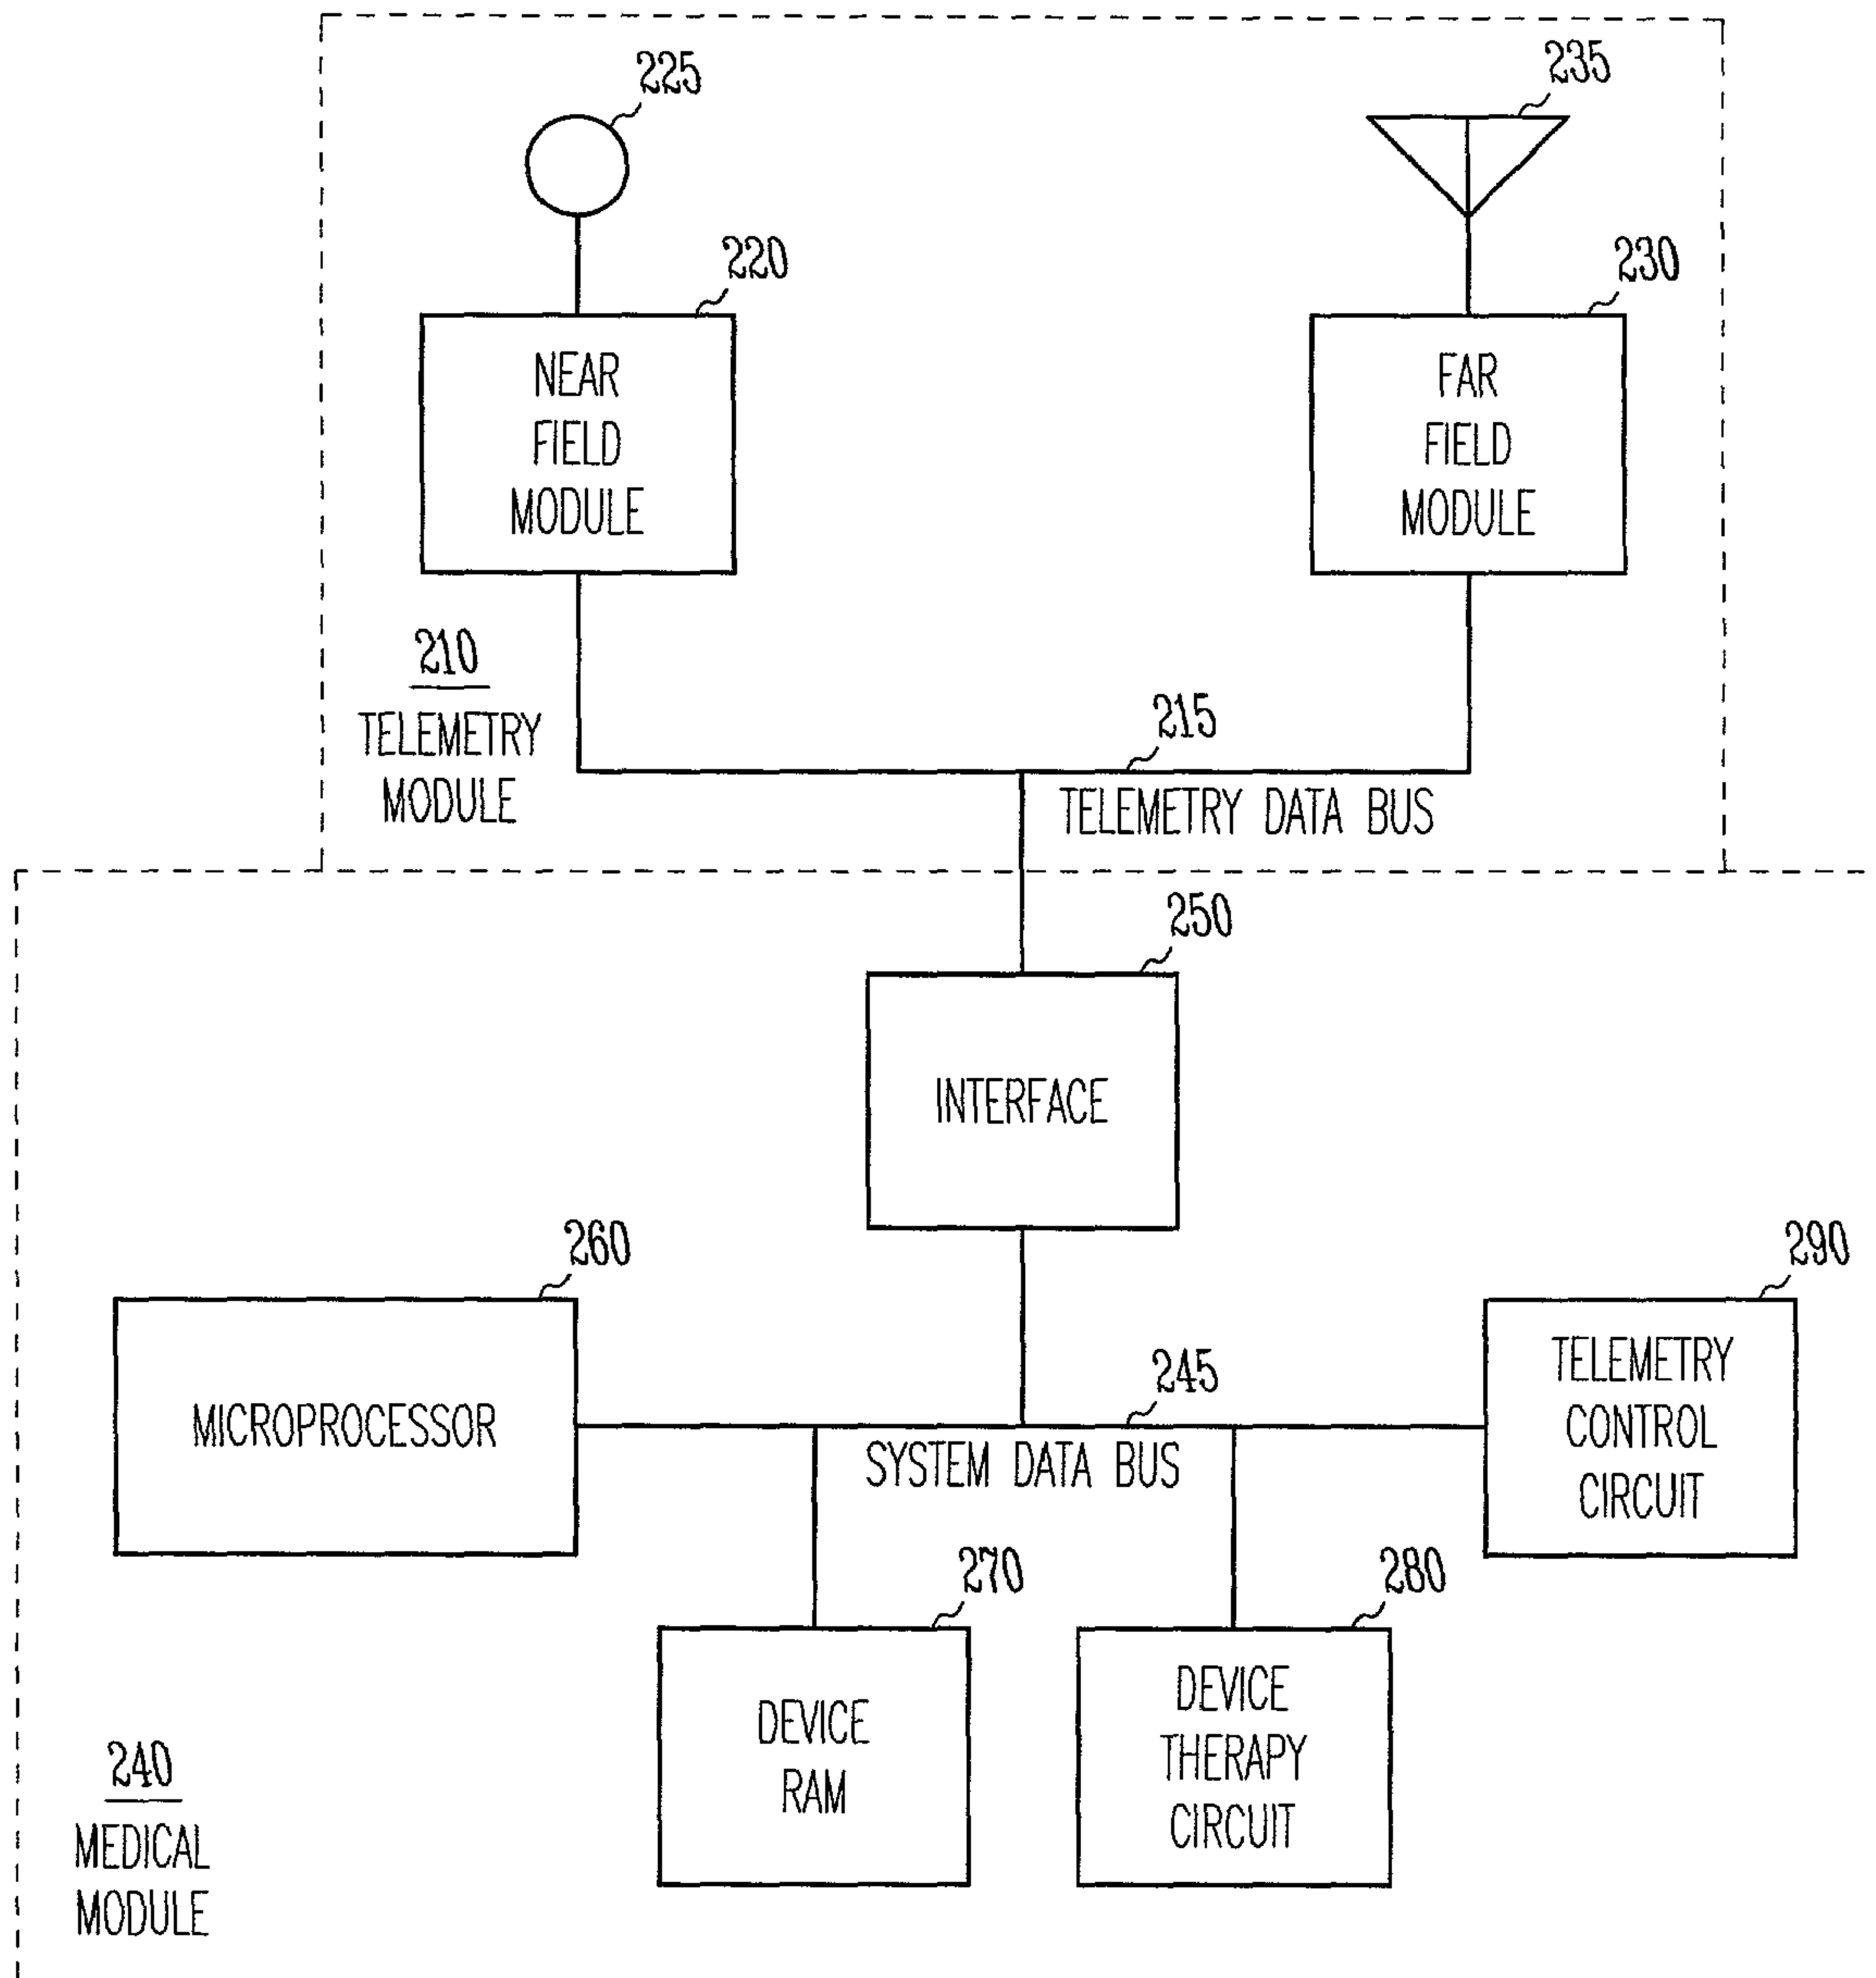 225
235
220
230
NEAR
FIELD
MODULE
FAR
FIELD
MODULE
210
TELEMETRY
MODULE
215
TELEMETRY DATA BUS
250
INTERFACE
260
290
MICROPROCESSOR
245
SYSTEM DATA BUS
TELEMETRY
CONTROL
CIRCUIT
270
280
DEVICE
RAM
DEVICE
THERAPY
CIRCUIT
240
MEDICAL
MODULE